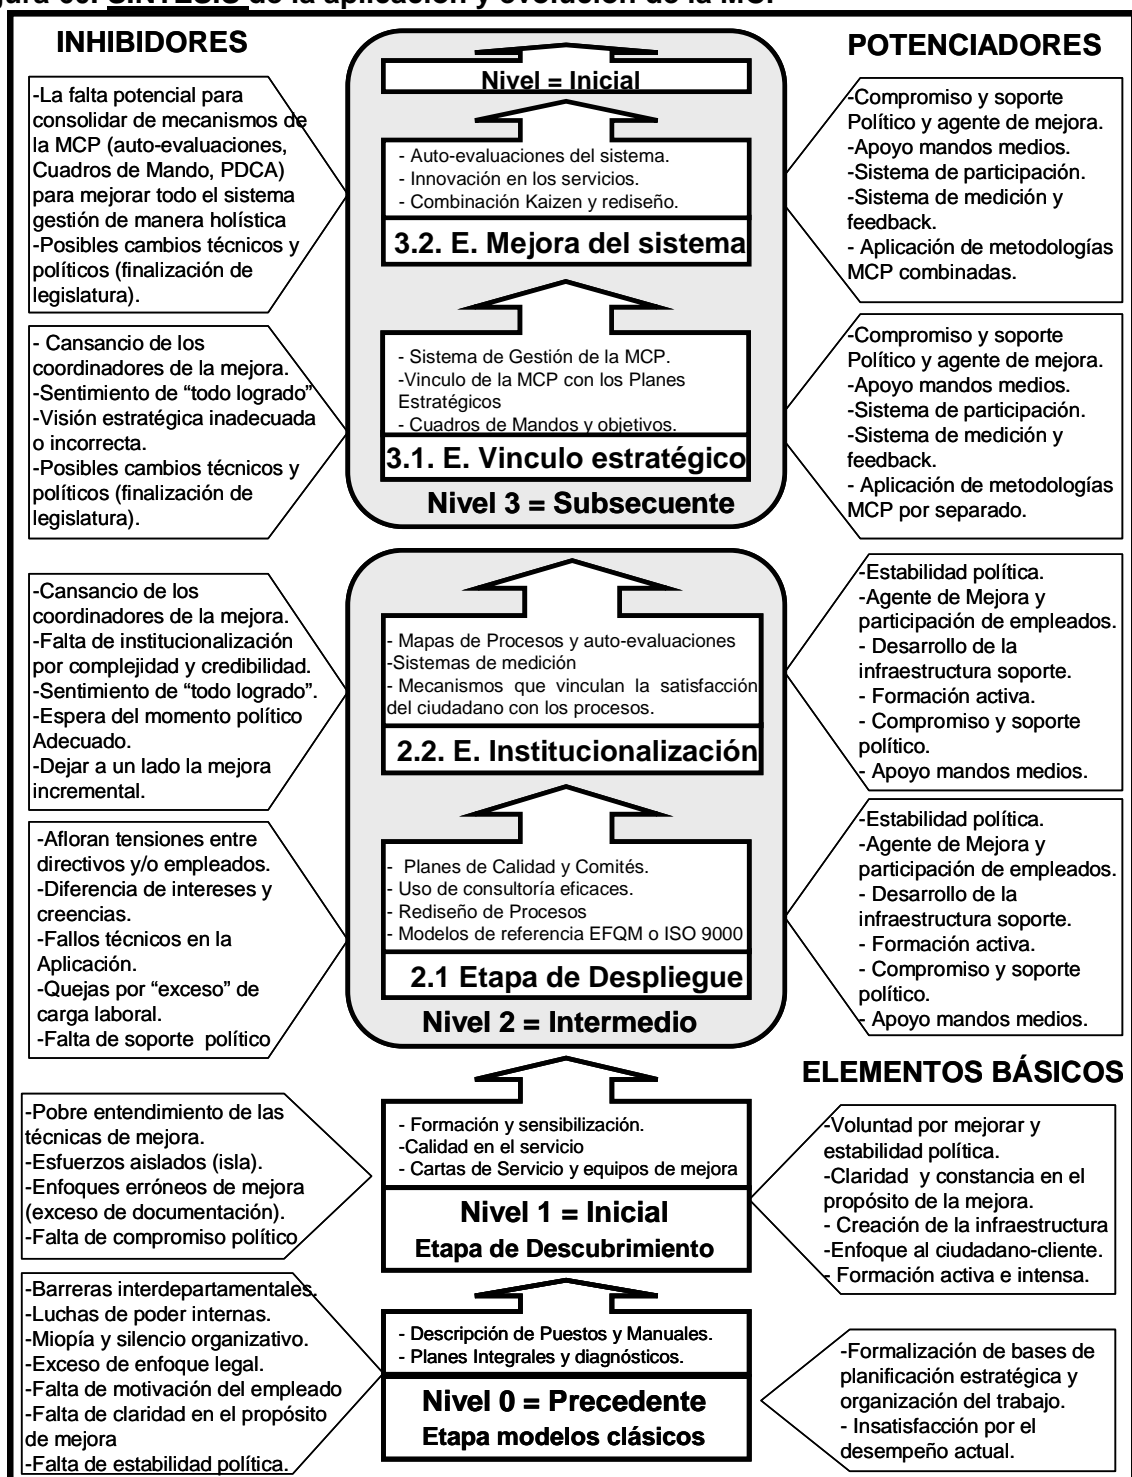 SÍNTESIS de la aplicación y evolución de la MCP
INHIBIDORES
POTENCIADORES
Nivel = Inicial
-La falta potencial para
consolidar de mecanismos de
la MCP (auto-evaluaciones,
Cuadros de Mando, PDCA)
para mejorar todo el sistema
gestión de manera holística
-Posibles cambios técnicos y
políticos (finalización de
legislatura).
- Auto-evaluaciones del sistema.
- Innovación en los servicios.
- Combinación Kaizen y rediseño.
3.2. E. Mejora del sistema
-Compromiso y soporte
Político y agente de mejora.
-Apoyo mandos medios.
-Sistema de participación.
-Sistema de medición y
feedback.
- Aplicación de metodologías
MCP combinadas.
- Cansancio de los
coordinadores de la mejora.
-Sentimiento de “todo logrado”
-Visión estratégica inadecuada
o incorrecta.
-Posibles cambios técnicos y
políticos (finalización de
legislatura).
- Sistema de Gestión de la MCP.
-Vinculo de la MCP con los Planes
Estratégicos
- Cuadros de Mandos y objetivos.
3.1. E. Vinculo estratégico
Nivel 3 = Subsecuente
-Compromiso y soporte
Político y agente de mejora.
-Apoyo mandos medios.
-Sistema de participación.
-Sistema de medición y
feedback.
- Aplicación de metodologías
MCP por separado.
-Cansancio de los
coordinadores de la mejora.
-Falta de institucionalización
por complejidad y credibilidad.
-Sentimiento de “todo logrado”.
-Espera del momento político
Adecuado.
-Dejar a un lado la mejora
incremental.
- Mapas de Procesos y auto-evaluaciones
-Sistemas de medición
- Mecanismos que vinculan la satisfacción
del ciudadano con los procesos.
2.2. E. Institucionalización
-Estabilidad política.
-Agente de Mejora y
participación de empleados.
- Desarrollo de la
infraestructura soporte.
- Formación activa.
- Compromiso y soporte
político.
- Apoyo mandos medios.
-Afloran tensiones entre
directivos y/o empleados.
-Diferencia de intereses y
creencias.
-Fallos técnicos en la
Aplicación.
-Quejas por “exceso” de
carga laboral.
-Falta de soporte político
- Planes de Calidad y Comités.
- Uso de consultoría eficaces.
- Rediseño de Procesos
- Modelos de referencia EFQM o ISO 9000
2.1 Etapa de Despliegue
Nivel 2 = Intermedio
-Estabilidad política.
-Agente de Mejora y
participación de empleados.
- Desarrollo de la
infraestructura soporte.
- Formación activa.
- Compromiso y soporte
político.
- Apoyo mandos medios.
ELEMENTOS BÁSICOS
-Pobre entendimiento de las
técnicas de mejora.
-Esfuerzos aislados (isla).
-Enfoques erróneos de mejora
(exceso de documentación).
-Falta de compromiso político
- Formación y sensibilización.
-Calidad en el servicio
- Cartas de Servicio y equipos de mejora
Nivel 1 = Inicial
Etapa de Descubrimiento
-Voluntad por mejorar y
estabilidad política.
-Claridad y constancia en el
propósito de la mejora.
- Creación de la infraestructura
-Enfoque al ciudadano-cliente.
- Formación activa e intensa.
-Barreras interdepartamentales.
-Luchas de poder internas.
-Miopía y silencio organizativo.
-Exceso de enfoque legal.
-Falta de motivación del empleado
-Falta de claridad en el propósito
de mejora
-Falta de estabilidad política.
- Descripción de Puestos y Manuales.
- Planes Integrales y diagnósticos.
Nivel 0 = Precedente
Etapa modelos clásicos
-Formalización de bases de
planificación estratégica y
organización del trabajo.
- Insatisfacción por el
desempeño actual.